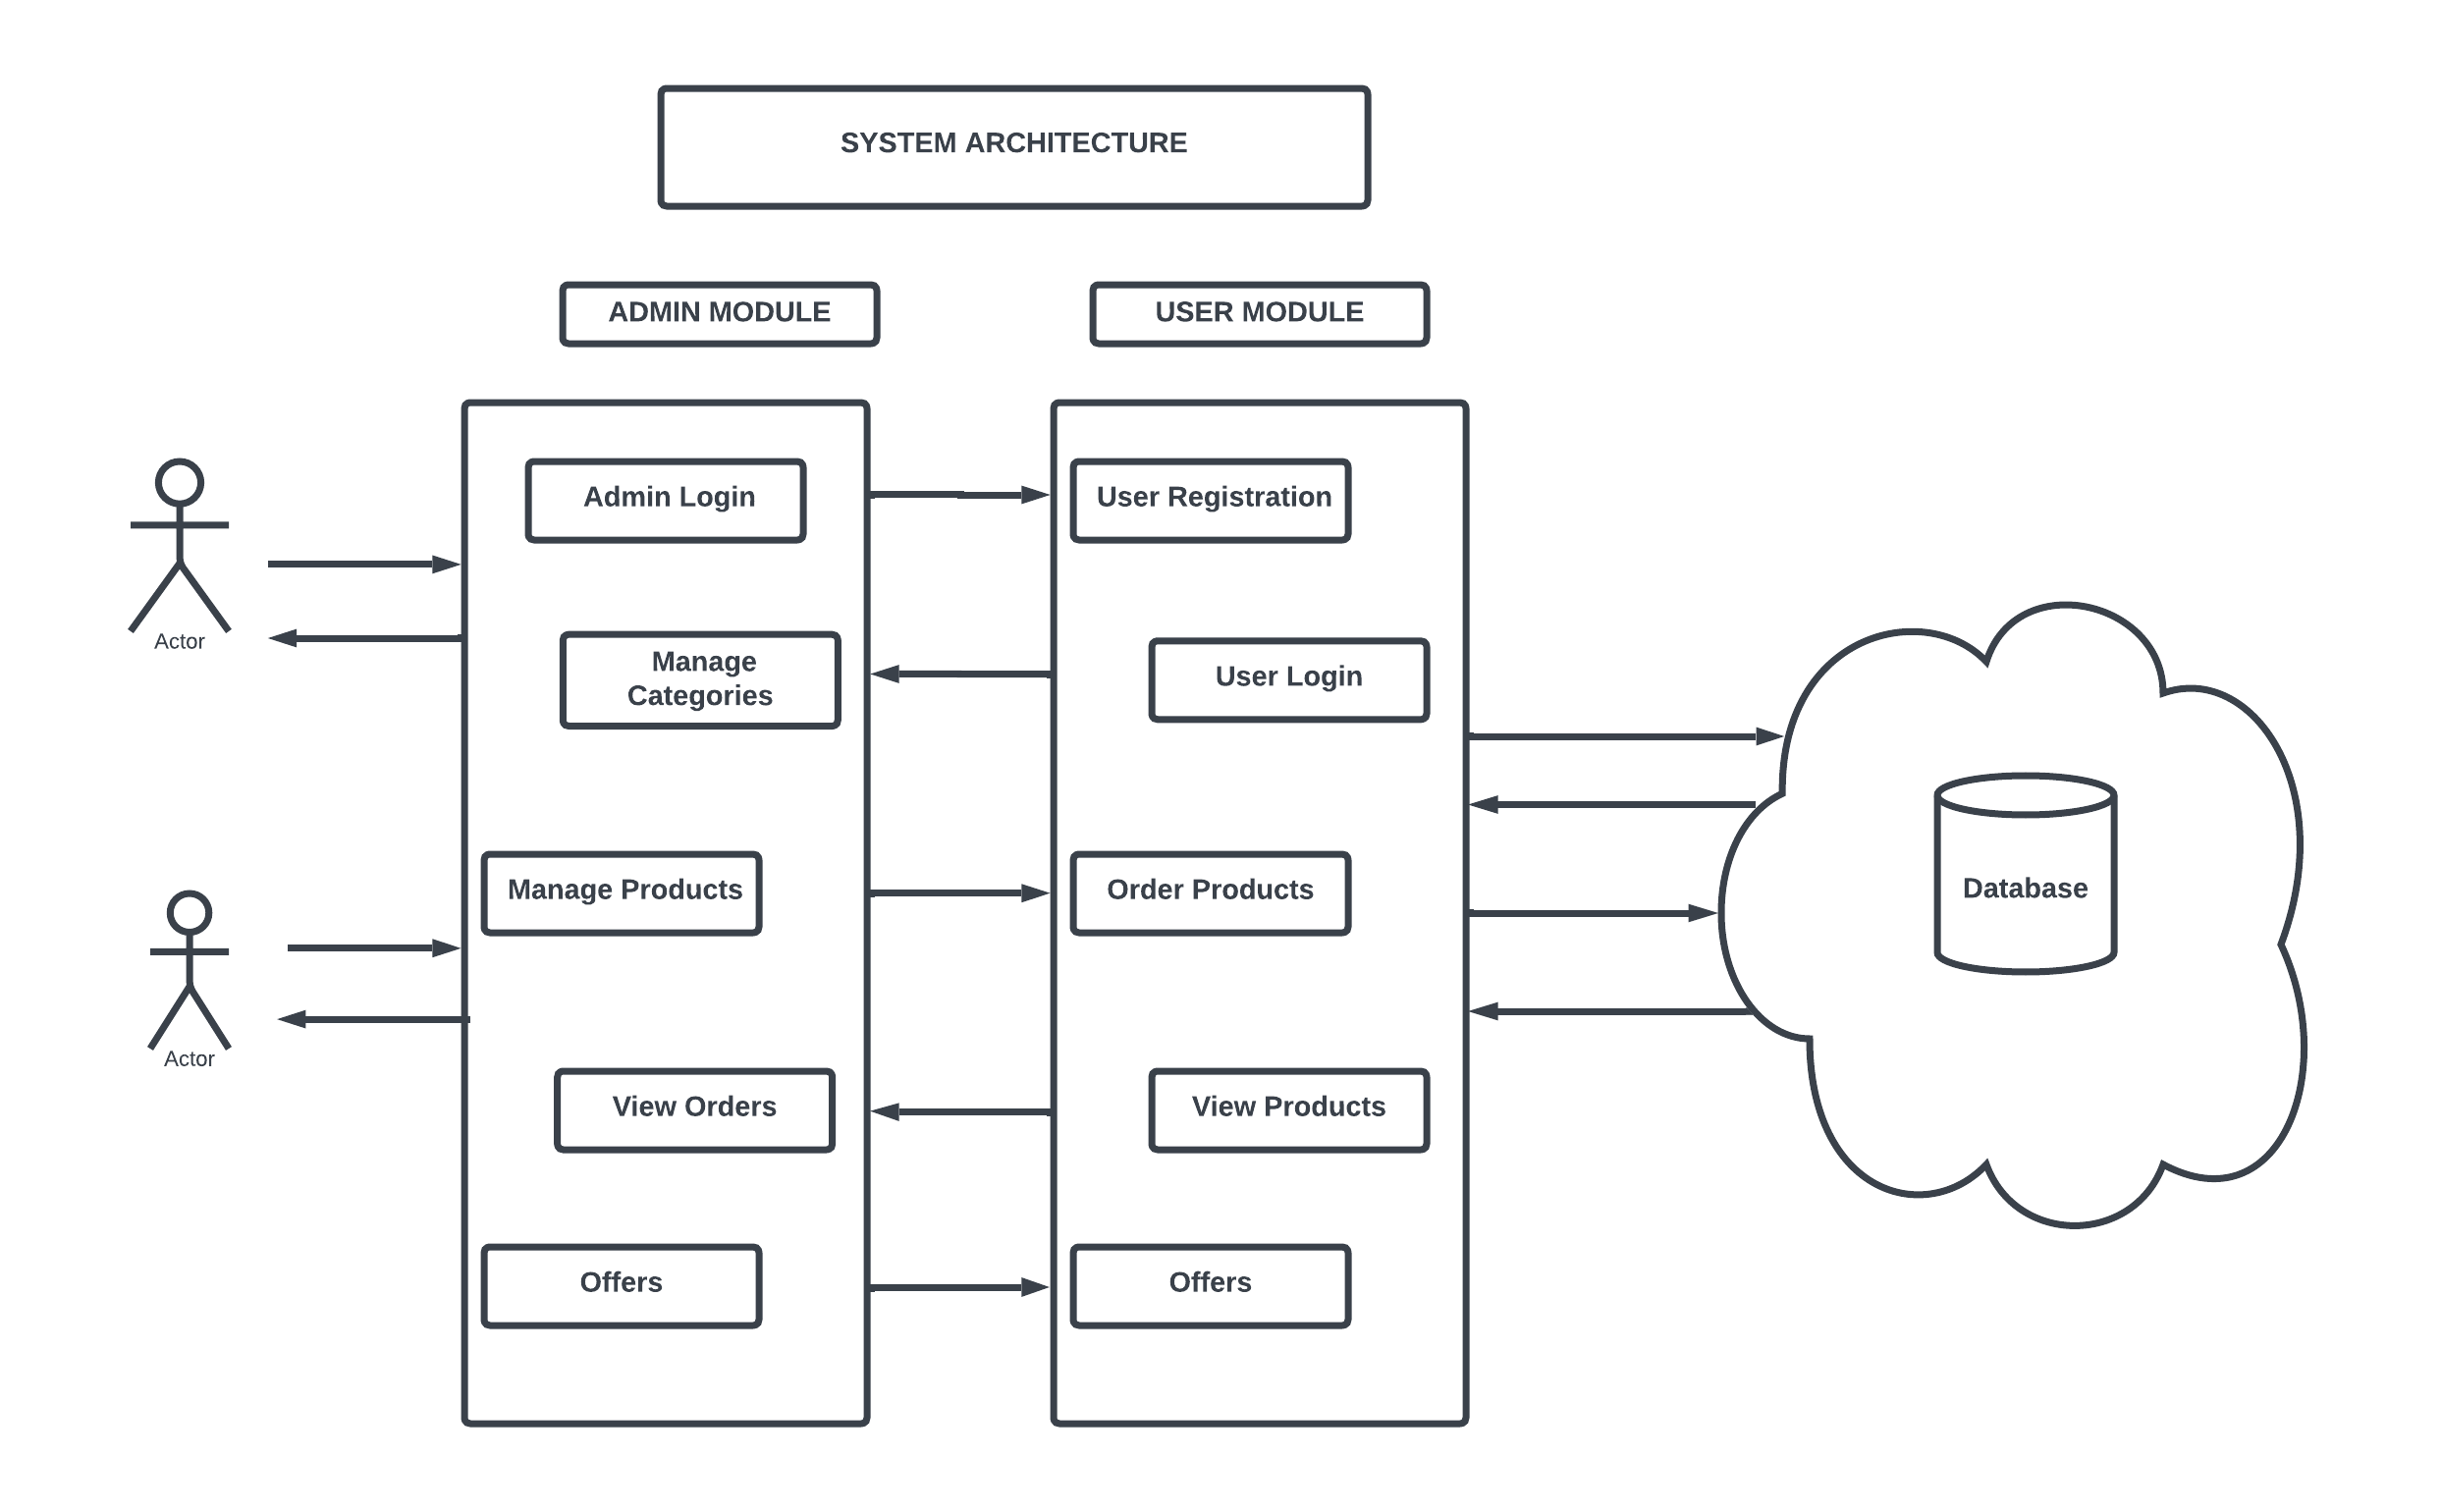 SYSTEM ARCHITECTURE
ADMIN MODULE
USER MODULE
Actor
Actor
Admin Login
Manage
Categories
Manage Products
View Orders
Offers
User Registration
User Login
Order Products
View Products
Offers
Database